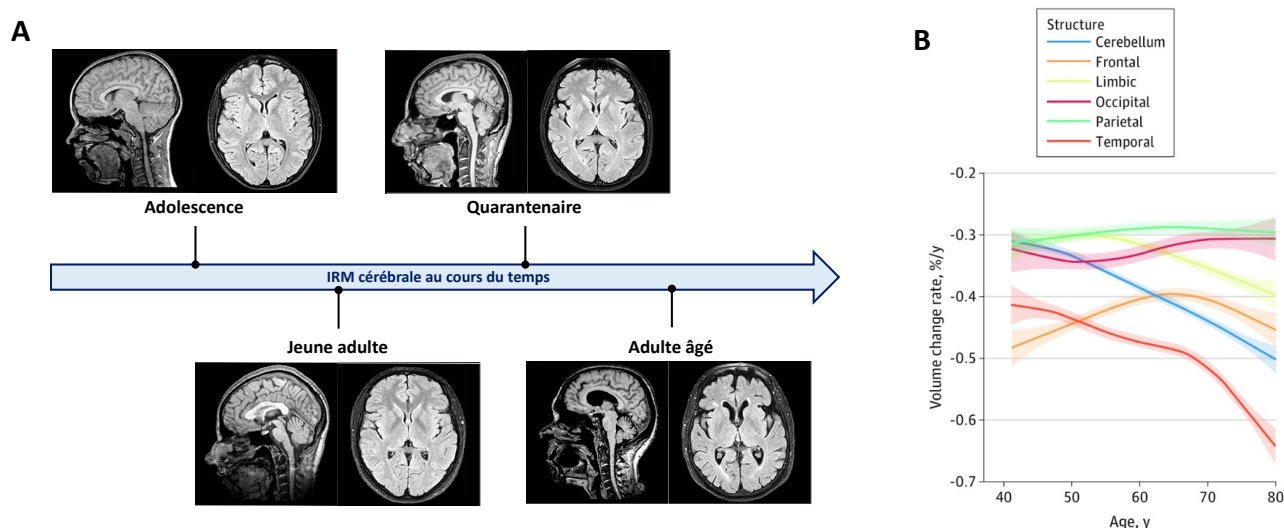 A
Adolescence
Quarantenaire
IRM cérébrale au cours du temps
Jeune adulte
Adulte âgé
B
Structure
Cerebellum
Frontal
Limbic
Occipital
Parietal
Temporal
Volume change rate, %/y
-0.2
-0.3
-0.4
-0.5
-0.6
-0.7
40 50 60 70 80
Age, y